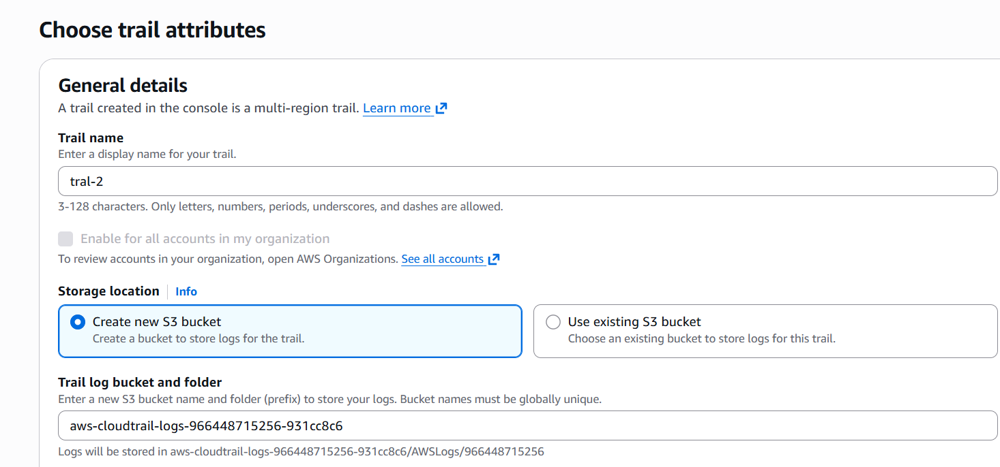 Choose trail attributes
General details
A trail created in the console is a multi-region trail. Learn more
Trail name
Enter a display name for your trail.
tral-2
3-128 characters. Only letters, numbers, periods, underscores, and dashes are allowed.
Enable for all accounts in my organization
To review accounts in your organization, open AWS Organizations. See all accounts
Storage location Info
Create new S3 bucket
Create a bucket to store logs for the trail.
Use existing S3 bucket
Choose an existing bucket to store logs for this trail.
Trail log bucket and folder
Enter a new S3 bucket name and folder (prefix) to store your logs. Bucket names must be globally unique.
aws-cloudtrail-logs-966448715256-931cc8c6
Logs will be stored in aws-cloudtrail-logs-966448715256-931cc8c6/AWSLogs/966448715256